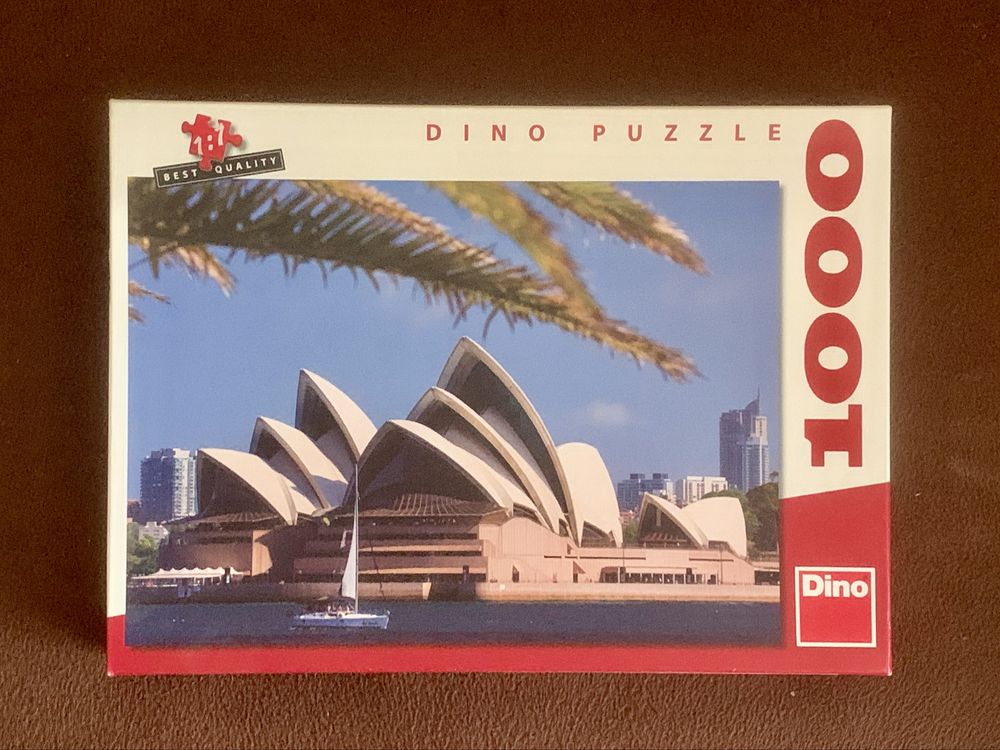 DINO PUZZLE
BEST QUALITY
1000
Dino